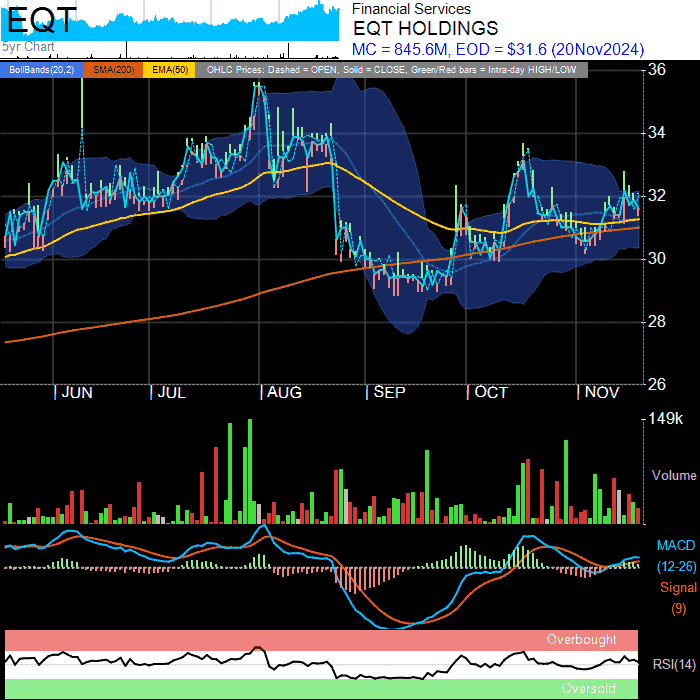 EQT
5yr Chart
Financial Services
EQT HOLDINGS
MC = 845.6M, EOD = $31.6 (20Nov2024)
BollBands(20,2) SMA(200) EMA(50) OHLC Prices: Dashed = OPEN, Solid = CLOSE, Green/Red bars = Intra-day HIGH/LOW
36
34
32
30
28
26
| JUN | JUL | AUG | SEP | OCT | NOV
149k
Volume
MACD
(12-26)
Signal
(9)
Overbought
RSI(14)
Oversold